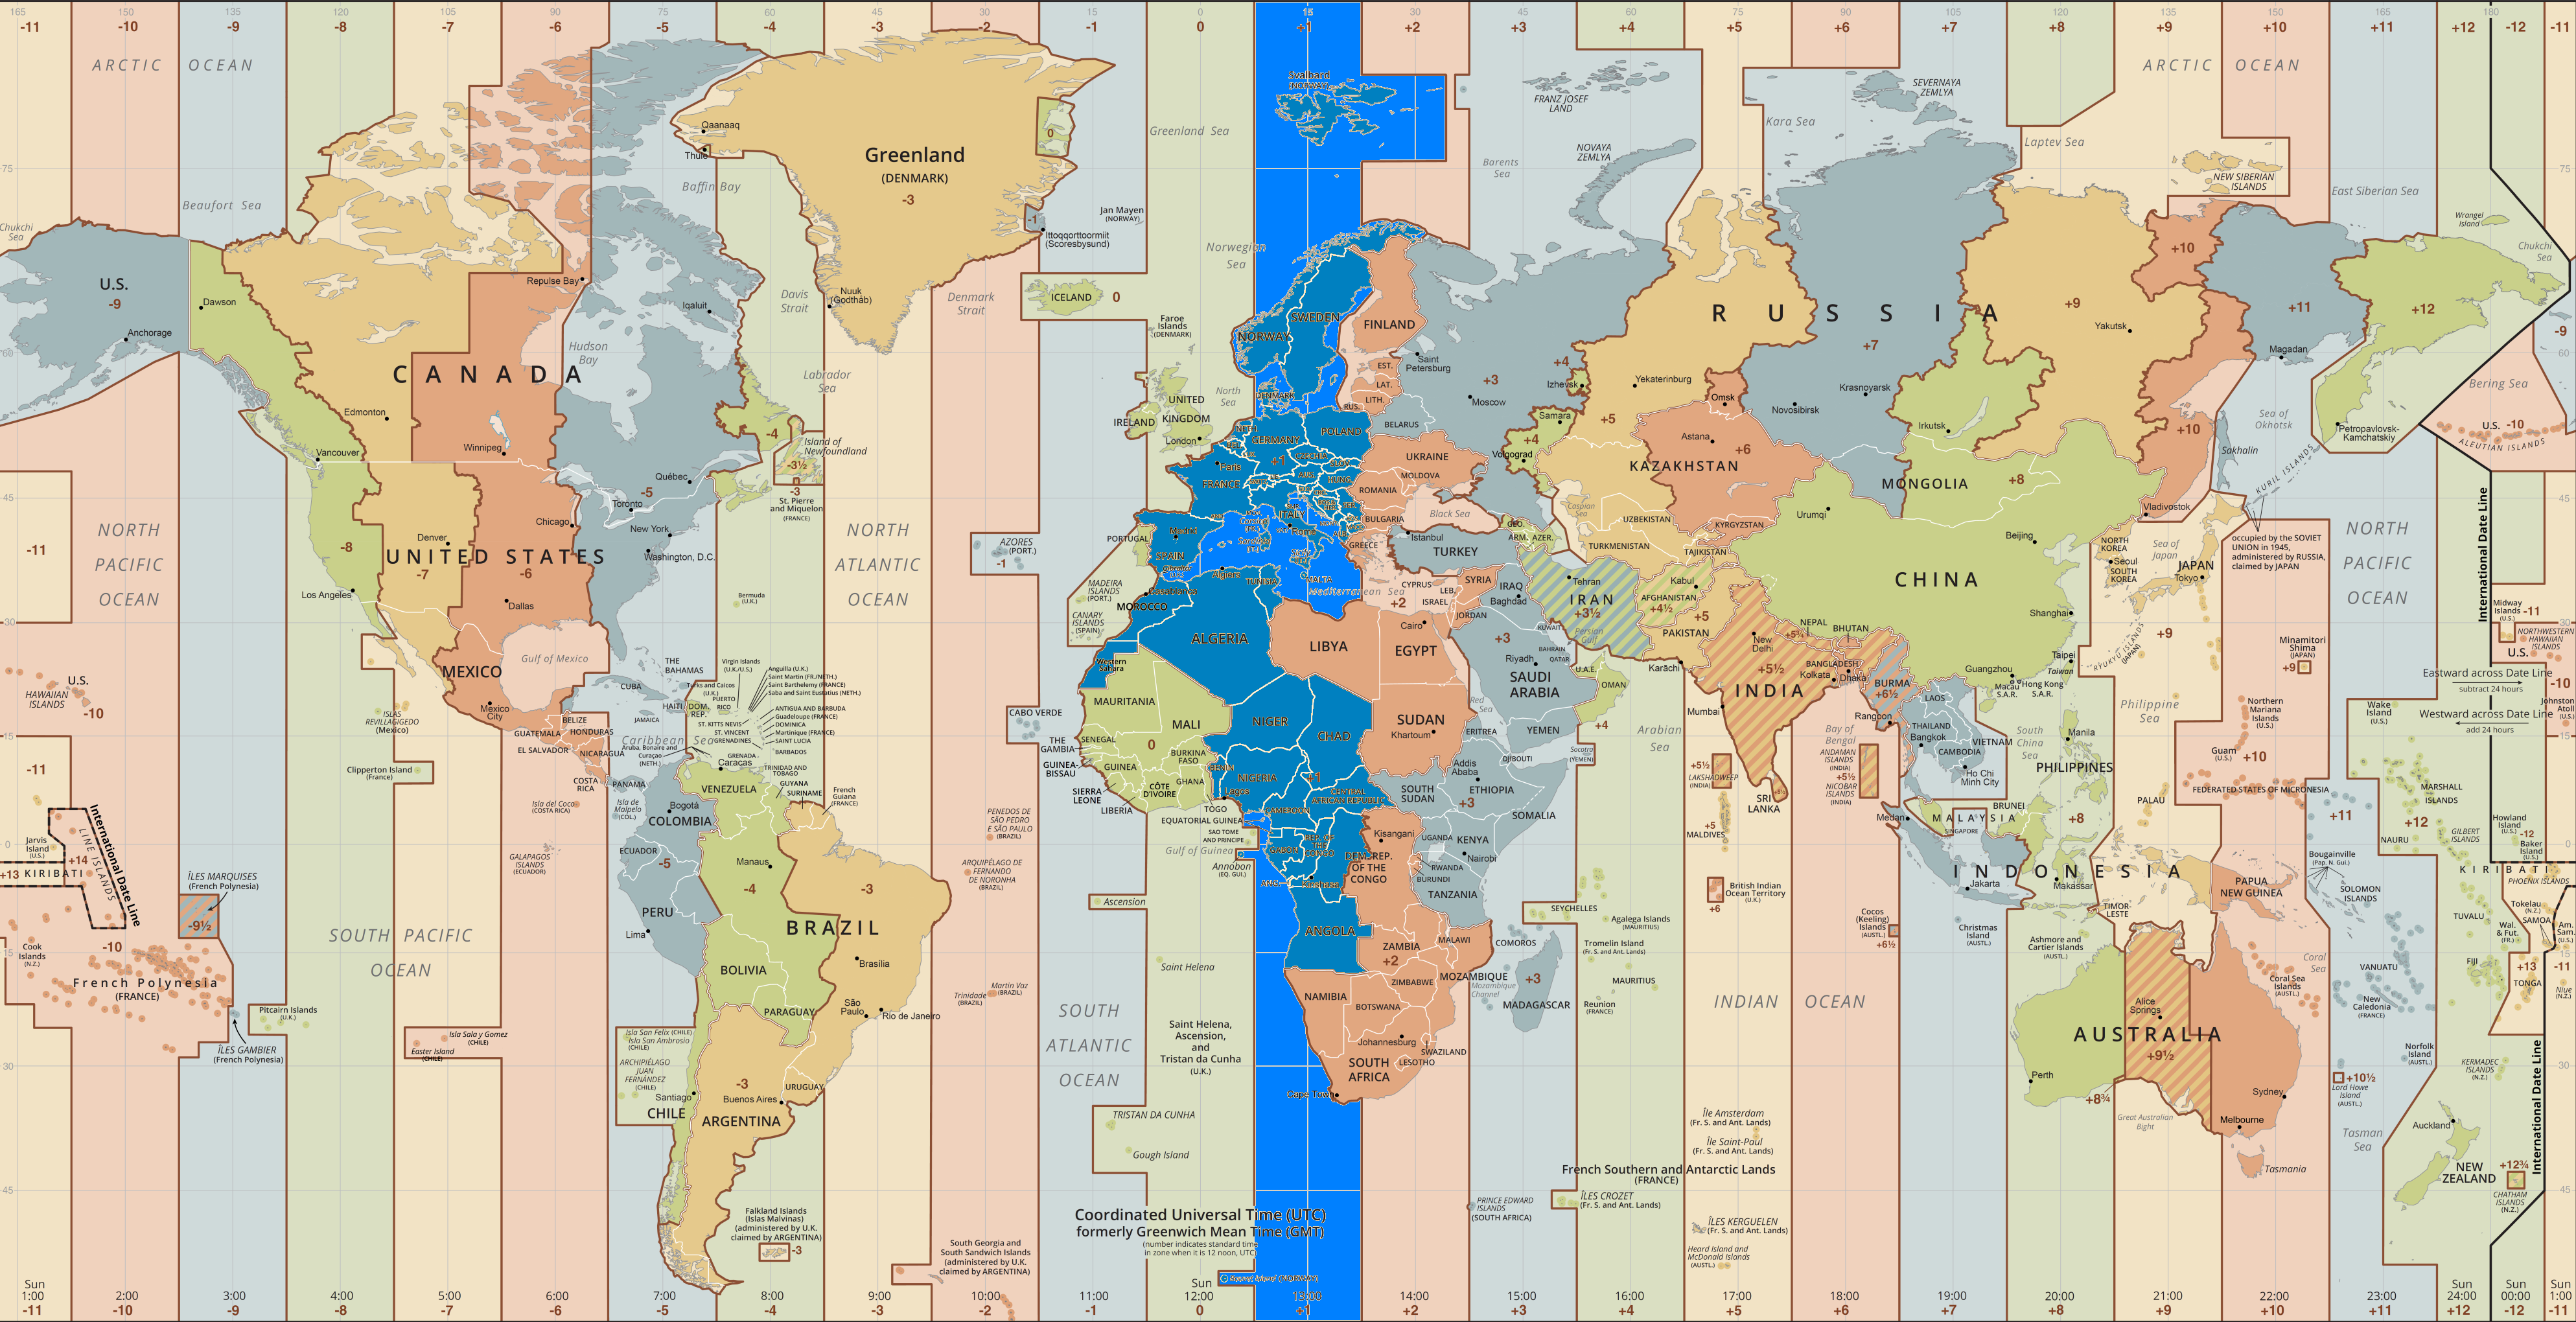 165 150 135 120 105 90 75 60 45 30 15 0 15 30 45 60 75 90 105 120 135 150 165 180
-11 -10 -9 -8 -7 -6 -5 -4 -3 -2 -1 0 +1 +2 +3 +4 +5 +6 +7 +8 +9 +10 +11 +12 -12 -11
ARCTIC OCEAN
ARCTIC OCEAN
Svalbard
(NORWAY)
FRANZ JOSEF
LAND
SEVERNAYA
ZEMLYA
Kara Sea
Laptev Sea
Greenland Sea
Barents
Sea
NOVAYA
ZEMLYA
NEW SIBERIAN
ISLANDS
East Siberian Sea
Wrangel
Island
Chukchi
Sea
Chukchi
Sea
Beaufort Sea
Baffin Bay
Qaanaaq
Thule
Greenland
(DENMARK)
-3
0
-1
Ittoqqortoormiit
(Scoresbysund)
Jan Mayen
(NORWAY)
Norwegian
Sea
Nuuk
(Godthåb)
Davis
Strait
Denmark
Strait
ICELAND
0
Faroe
Islands
(DENMARK)
U.S.
-9
Anchorage
Dawson
Repulse Bay
Iqaluit
Hudson
Bay
Labrador
Sea
CANADA
Edmonton
Winnipeg
Vancouver
Québec
Toronto
-4
-3½
Island of
Newfoundland
-3
St. Pierre
and Miquelon
(FRANCE)
-5
New York
Washington, D.C.
Chicago
Denver
UNITED STATES
-8
-7
-6
Los Angeles
Dallas
Bermuda
(U.K.)
Gulf of Mexico
MEXICO
Mexico
City
ISLAS
REVILLAGIGEDO
(Mexico)
Clipperton Island
(France)
NORTH
PACIFIC
OCEAN
-11
U.S.
HAWAIIAN
ISLANDS
-10
-11
NORTH
ATLANTIC
OCEAN
THE
BAHAMAS
CUBA
JAMAICA
HAITI
DOM.
REP.
PUERTO
RICO
Turks and Caicos
(U.K.)
Virgin Islands
(U.K./U.S.)
Anguilla (U.K.)
Saint Martin (FR./NETH.)
Saint Barthelemy (FRANCE)
Saba and Saint Eustatius (NETH.)
ANTIGUA AND BARBUDA
Guadeloupe (FRANCE)
DOMINICA
Martinique (FRANCE)
SAINT LUCIA
BARBADOS
ST. KITTS NEVIS
ST. VINCENT
GRENADINES
GRENADA
TRINIDAD AND
TOBAGO
Caribbean Sea
Aruba, Bonaire and
Curaçao
(NETH.)
BELIZE
GUATEMALA
HONDURAS
EL SALVADOR
NICARAGUA
COSTA
RICA
PANAMA
Isla del Coco
(COSTA RICA)
Isla de
Malpelo
(COL.)
GALAPAGOS
ISLANDS
(ECUADOR)
Caracas
VENEZUELA
GUYANA
SURINAME
French
Guiana
(FRANCE)
Bogotá
COLOMBIA
ECUADOR
-5
PERU
Lima
Manaus
-4
-3
BRAZIL
BOLIVIA
Brasília
PARAGUAY
São
Paulo
Rio de Janeiro
URUGUAY
-3
Buenos Aires
ARGENTINA
Santiago
CHILE
Isla San Felix (CHILE)
Isla San Ambrosio
(CHILE)
ARCHIPIÉLAGO
JUAN
FERNÁNDEZ
(CHILE)
Isla Sala y Gomez
(CHILE)
Easter Island
(CHILE)
SOUTH PACIFIC
OCEAN
Jarvis
Island
(U.S.)
+13 KIRIBATI
+14
LINE ISLANDS
International Date Line
ÎLES MARQUISES
(French Polynesia)
-9½
-10
Cook
Islands
(N.Z.)
French Polynesia
(FRANCE)
ÎLES GAMBIER
(French Polynesia)
Pitcairn Islands
(U.K.)
Falkland Islands
(Islas Malvinas)
(administered by U.K.
claimed by ARGENTINA)
-3
South Georgia and
South Sandwich Islands
(administered by U.K.
claimed by ARGENTINA)
PENEDOS DE
SÃO PEDRO
E SÃO PAULO
(BRAZIL)
ARQUIPÉLAGO DE
FERNANDO
DE NORONHA
(BRAZIL)
Trinidade
(BRAZIL)
Martin Vaz
(BRAZIL)
SOUTH
ATLANTIC
OCEAN
Ascension
Saint Helena
Saint Helena,
Ascension,
and
Tristan da Cunha
(U.K.)
TRISTAN DA CUNHA
Gough Island
Coordinated Universal Time (UTC)
formerly Greenwich Mean Time (GMT)
(number indicates standard time
in zone when it is 12 noon, UTC)
Bouvet Island (NORWAY)
AZORES
(PORT.)
-1
MADEIRA
ISLANDS
(PORT.)
CANARY
ISLANDS
(SPAIN)
CABO VERDE
UNITED
KINGDOM
IRELAND
London
North
Sea
NORWAY
SWEDEN
FINLAND
DENMARK
EST.
LAT.
LITH.
RUS.
GERMANY
POLAND
BELARUS
UKRAINE
MOLDOVA
ROMANIA
BULGARIA
GREECE
Black Sea
Paris
FRANCE
ITALY
Rome
+1
Madrid
SPAIN
PORTUGAL
MALTA
Mediterranean Sea
Algiers
TUNISIA
Casablanca
MOROCCO
Western
Sahara
ALGERIA
LIBYA
EGYPT
Cairo
+2
MAURITANIA
MALI
0
SENEGAL
THE
GAMBIA
GUINEA-
BISSAU
GUINEA
SIERRA
LEONE
LIBERIA
CÔTE
D'IVOIRE
BURKINA
FASO
GHANA
TOGO
BENIN
NIGER
NIGERIA
Lagos
CHAD
+1
CENTRAL
AFRICAN REPUBLIC
CAMEROON
EQUATORIAL GUINEA
SAO TOME
AND PRINCIPE
Gulf of Guinea
Annobon
(EQ. GUI.)
GABON
REP. OF
THE
CONGO
Kinshasa
ANG.
DEM. REP.
OF THE
CONGO
Kisangani
ANGOLA
SUDAN
Khartoum
SOUTH
SUDAN
ERITREA
DJIBOUTI
Addis
Ababa
ETHIOPIA
+3
SOMALIA
UGANDA
KENYA
Nairobi
RWANDA
BURUNDI
TANZANIA
ZAMBIA
+2
MALAWI
MOZAMBIQUE
Mozambique
Channel
ZIMBABWE
NAMIBIA
BOTSWANA
Johannesburg
SWAZILAND
LESOTHO
SOUTH
AFRICA
Cape Town
COMOROS
+3
MADAGASCAR
SEYCHELLES
Agalega Islands
(MAURITIUS)
Tromelin Island
(Fr. S. and Ant. Lands)
MAURITIUS
Reunion
(FRANCE)
Istanbul
TURKEY
CYPRUS
SYRIA
LEB.
ISRAEL
JORDAN
IRAQ
Baghdad
+3
KUWAIT
BAHRAIN
QATAR
Riyadh
SAUDI
ARABIA
U.A.E.
OMAN
+4
YEMEN
Red
Sea
Socotra
(YEMEN)
Arabian
Sea
Persian
Gulf
Tehran
IRAN
+3½
GEO.
ARM.
AZER.
Caspian
Sea
TURKMENISTAN
UZBEKISTAN
TAJIKISTAN
KYRGYZSTAN
Kabul
AFGHANISTAN
+4½
+5
PAKISTAN
Karāchi
New
Delhi
+5½
INDIA
Mumbai
Kolkata
NEPAL
+5¾
BHUTAN
BANGLADESH
Dhaka
BURMA
+6½
Rangoon
Bay of
Bengal
ANDAMAN
ISLANDS
(INDIA)
+5½
NICOBAR
ISLANDS
(INDIA)
+5½
LAKSHADWEEP
(INDIA)
SRI
LANKA
+5
MALDIVES
British Indian
Ocean Territory
(U.K.)
+6
INDIAN OCEAN
Île Amsterdam
(Fr. S. and Ant. Lands)
Île Saint-Paul
(Fr. S. and Ant. Lands)
French Southern and Antarctic Lands
(FRANCE)
ÎLES CROZET
(Fr. S. and Ant. Lands)
PRINCE EDWARD
ISLANDS
(SOUTH AFRICA)
ÎLES KERGUELEN
(Fr. S. and Ant. Lands)
Heard Island and
McDonald Islands
(AUSTL.)
RUSSIA
Saint
Petersburg
Moscow
+3
+4
Izhevsk
Samara
+4
Volgograd
Yekaterinburg
+5
Omsk
Astana
+6
KAZAKHSTAN
Novosibirsk
Krasnoyarsk
+7
Irkutsk
+8
+9
Yakutsk
+10
+10
+11
Magadan
+12
Petropavlovsk-
Kamchatskiy
Sea of
Okhotsk
Sakhalin
KURIL ISLANDS
Bering Sea
-9
U.S. -10
ALEUTIAN ISLANDS
MONGOLIA
Urumqi
CHINA
Beijing
Shanghai
Guangzhou
Macau
S.A.R.
Hong Kong
S.A.R.
Taipei
Taiwan
NORTH
KOREA
Seoul
SOUTH
KOREA
Sea of
Japan
JAPAN
Tokyo
Vladivostok
occupied by the SOVIET
UNION in 1945,
administered by RUSSIA,
claimed by JAPAN
+9
RYUKYU ISLANDS
(JAPAN)
LAOS
THAILAND
Bangkok
VIETNAM
CAMBODIA
Ho Chi
Minh City
South
China
Sea
Manila
PHILIPPINES
Philippine
Sea
BRUNEI
MALAYSIA
Medan
SINGAPORE
+8
INDONESIA
Jakarta
Makassar
PALAU
TIMOR-
LESTE
PAPUA
NEW GUINEA
Cocos
(Keeling)
Islands
(AUSTL.)
+6½
Christmas
Island
(AUSTL.)
Ashmore and
Cartier Islands
(AUSTL.)
AUSTRALIA
Alice
Springs
+9½
Perth
+8¾
Great Australian
Bight
Sydney
Melbourne
Tasmania
Tasman
Sea
Coral
Sea
Coral Sea
Islands
(AUSTL.)
+10½
Lord Howe
Island
(AUSTL.)
Norfolk
Island
(AUSTL.)
New
Caledonia
(FRANCE)
VANUATU
SOLOMON
ISLANDS
Bougainville
(Pap. N. Gui.)
+11
NAURU
+12
MARSHALL
ISLANDS
GILBERT
ISLANDS
KIRIBATI
PHOENIX ISLANDS
TUVALU
Tokelau
(N.Z.)
SAMOA
Am.
Sam.
(U.S.)
Wal.
& Fut.
(FR.)
FIJI
+13
TONGA
-11
Niue
(N.Z.)
KERMADEC
ISLANDS
(N.Z.)
Auckland
NEW
ZEALAND
+12¾
CHATHAM
ISLANDS
(N.Z.)
Northern
Mariana
Islands
(U.S.)
Guam
(U.S.)
+10
FEDERATED STATES OF MICRONESIA
Minamitori
Shima
(JAPAN)
+9
Wake
Island
(U.S.)
NORTH
PACIFIC
OCEAN
International Date Line
Midway
Islands
(U.S.)
-11
NORTHWESTERN
HAWAIIAN
ISLANDS
U.S.
-10
Eastward across Date Line
subtract 24 hours
Westward across Date Line
add 24 hours
Johnston
Atoll
(U.S.)
Howland
Island
(U.S.)
-12
Baker
Island
(U.S.)
International Date Line
Sun Sun Sun Sun Sun
1:00 2:00 3:00 4:00 5:00 6:00 7:00 8:00 9:00 10:00 11:00 12:00 13:00 14:00 15:00 16:00 17:00 18:00 19:00 20:00 21:00 22:00 23:00 24:00 00:00 1:00
-11 -10 -9 -8 -7 -6 -5 -4 -3 -2 -1 0 +1 +2 +3 +4 +5 +6 +7 +8 +9 +10 +11 +12 -12 -11